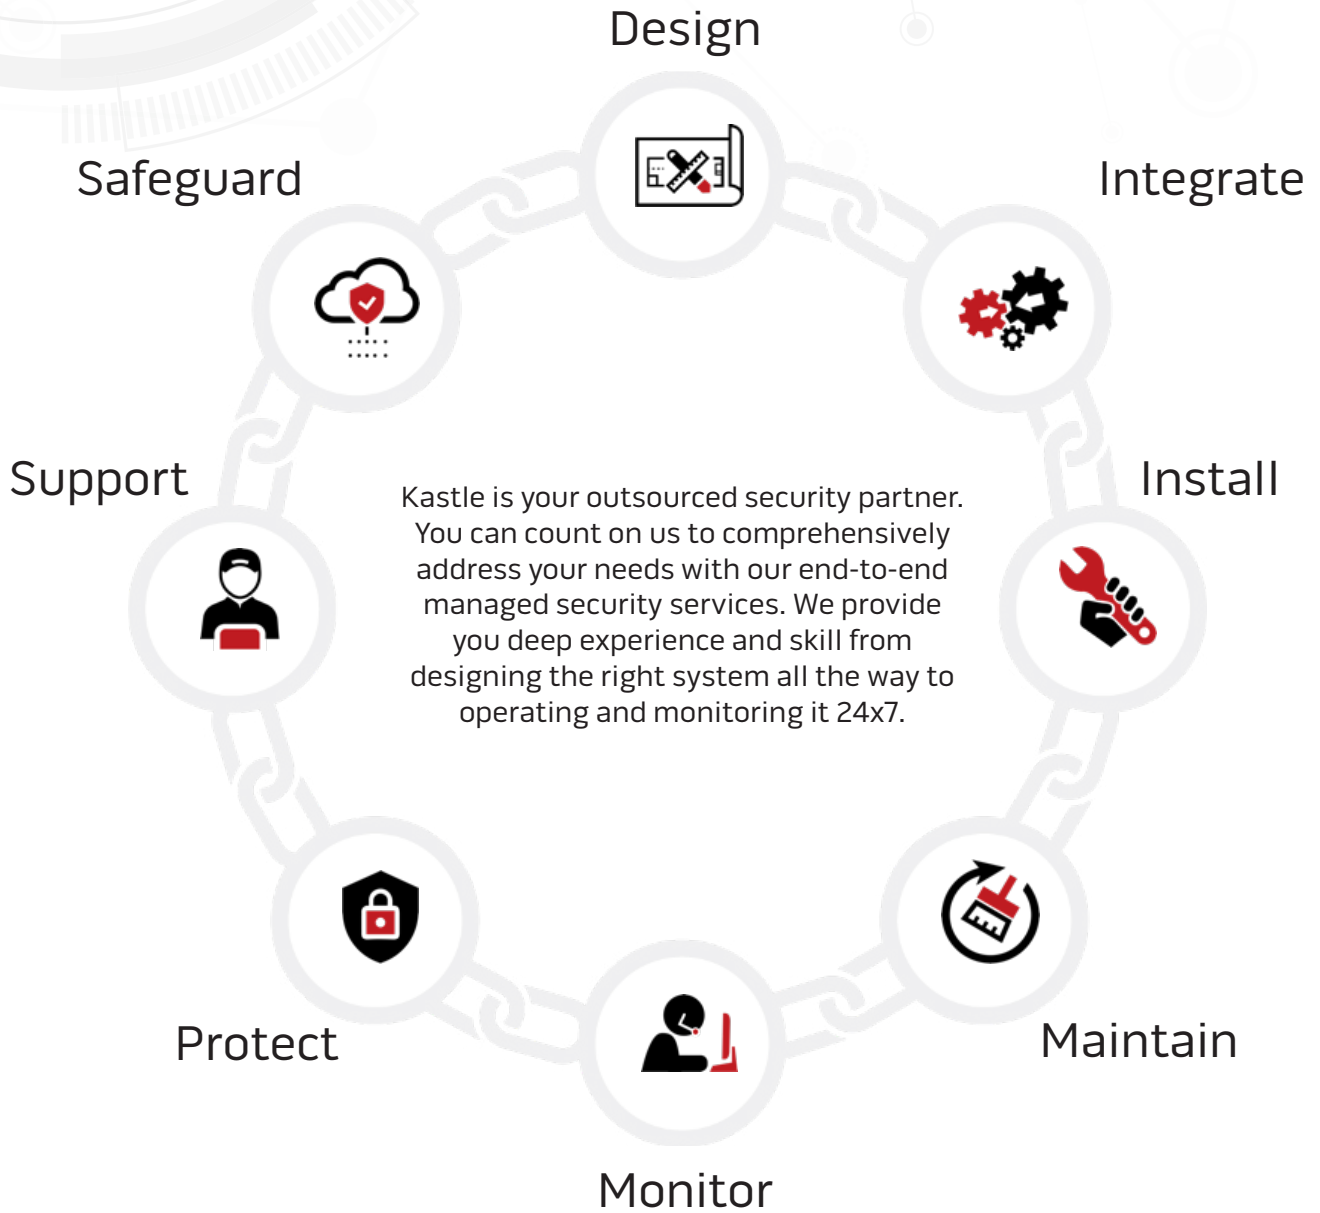 Design
Safeguard
Integrate
Support
Install
Kastle is your outsourced security partner.
You can count on us to comprehensively
address your needs with our end-to-end
managed security services. We provide
you deep experience and skill from
designing the right system all the way to
operating and monitoring it 24x7.
Protect
Maintain
Monitor